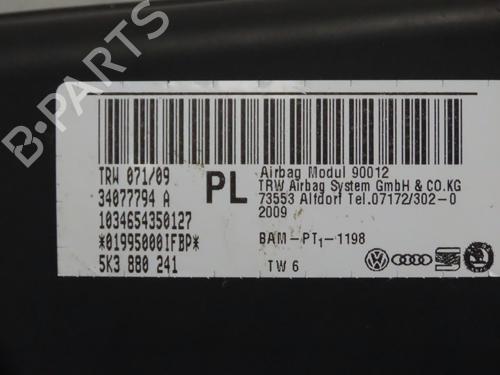 B-PARTS
TRW 071/09
34077794 A
1034654350127
*019950001FBP*
5K3 880 241
PL
Airbag Modul 90012
TRW Airbag System GmbH & CO.KG
73553 Alfdorf Tel.07172/302-0
2009
BAM-PT1-1198
TW 6